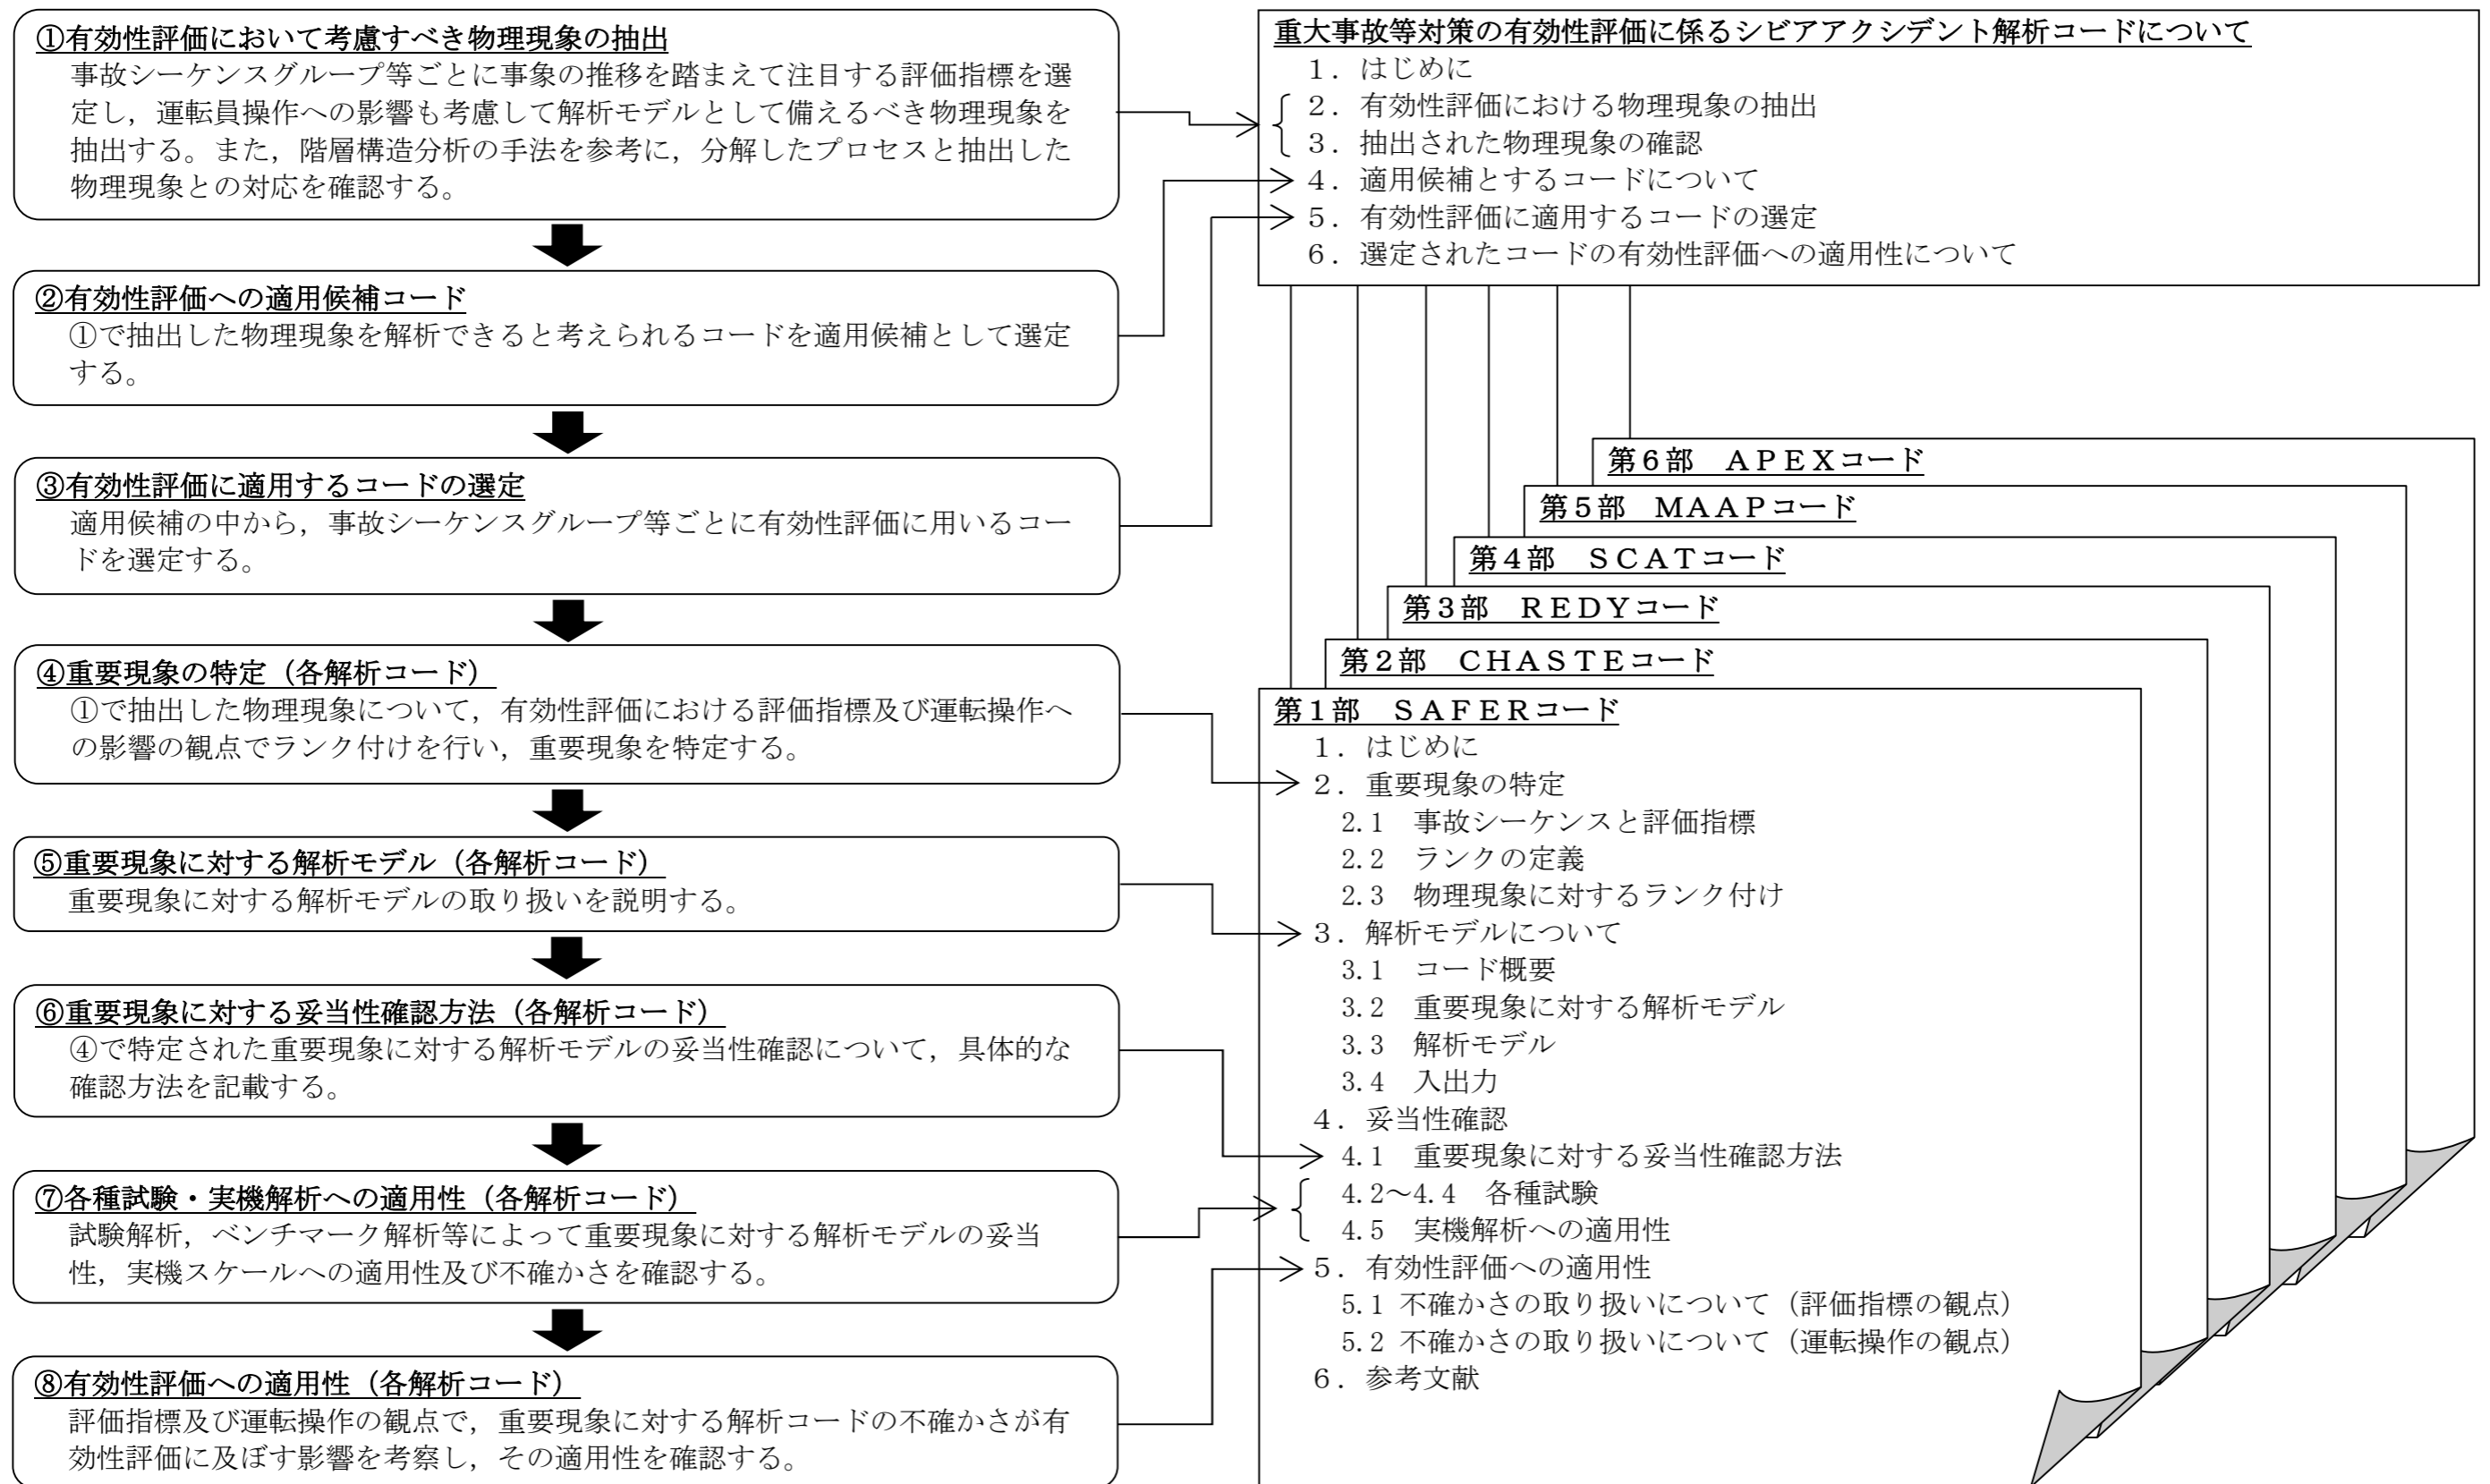 ①有効性評価において考慮すべき物理現象の抽出
事故シーケンスグループ等ごとに事象の推移を踏まえて注目する評価指標を選
定し，運転員操作への影響も考慮して解析モデルとして備えるべき物理現象を
抽出する。また，階層構造分析の手法を参考に，分解したプロセスと抽出した
物理現象との対応を確認する。
②有効性評価への適用候補コード
①で抽出した物理現象を解析できると考えられるコードを適用候補として選定
する。
③有効性評価に適用するコードの選定
適用候補の中から，事故シーケンスグループ等ごとに有効性評価に用いるコー
ドを選定する。
④重要現象の特定（各解析コード）
①で抽出した物理現象について，有効性評価における評価指標及び運転操作へ
の影響の観点でランク付けを行い，重要現象を特定する。
⑤重要現象に対する解析モデル（各解析コード）
重要現象に対する解析モデルの取り扱いを説明する。
⑥重要現象に対する妥当性確認方法（各解析コード）
④で特定された重要現象に対する解析モデルの妥当性確認について，具体的な
確認方法を記載する。
⑦各種試験・実機解析への適用性（各解析コード）
試験解析，ベンチマーク解析等によって重要現象に対する解析モデルの妥当
性，実機スケールへの適用性及び不確かさを確認する。
⑧有効性評価への適用性（各解析コード）
評価指標及び運転操作の観点で，重要現象に対する解析コードの不確かさが有
効性評価に及ぼす影響を考察し，その適用性を確認する。
重大事故等対策の有効性評価に係るシビアアクシデント解析コードについて
１．はじめに
２．有効性評価における物理現象の抽出
３．抽出された物理現象の確認
４．適用候補とするコードについて
５．有効性評価に適用するコードの選定
６．選定されたコードの有効性評価への適用性について
第６部　ＡＰＥＸコード
第５部　ＭＡＡＰコード
第４部　ＳＣＡＴコード
第３部　ＲＥＤＹコード
第２部　ＣＨＡＳＴＥコード
第１部　ＳＡＦＥＲコード
１．はじめに
２．重要現象の特定
2.1　事故シーケンスと評価指標
2.2　ランクの定義
2.3　物理現象に対するランク付け
３．解析モデルについて
3.1　コード概要
3.2　重要現象に対する解析モデル
3.3　解析モデル
3.4　入出力
４．妥当性確認
4.1　重要現象に対する妥当性確認方法
4.2～4.4　各種試験
4.5　実機解析への適用性
５．有効性評価への適用性
5.1 不確かさの取り扱いについて（評価指標の観点）
5.2 不確かさの取り扱いについて（運転操作の観点）
６．参考文献